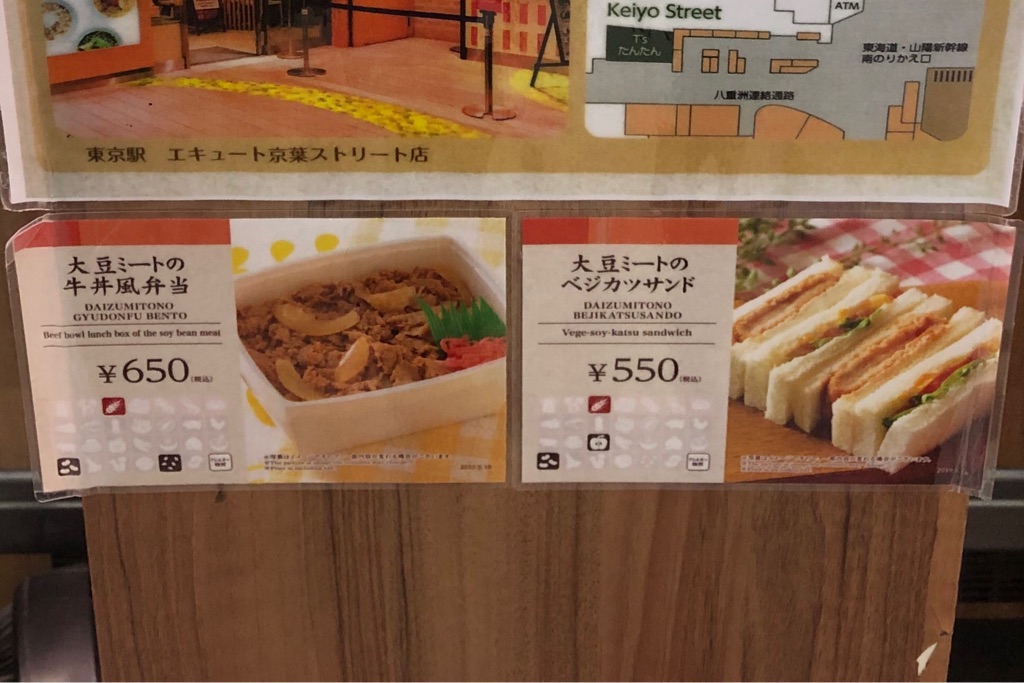 Keiyo Street
ATM
T's
たんたん
東海道・山陽新幹線
南のりかえ口
八重洲連絡通路
東京駅 エキュート京葉ストリート店
大豆ミートの
牛丼風弁当
DAIZUMITONO
GYUDONFU BENTO
Beef bowl lunch box of the soy bean meat
¥650(税込)
大豆ミートの
ベジカツサンド
DAIZUMITONO
BEJIKATSUSANDO
Vege-soy-katsu sandwich
¥550(税込)